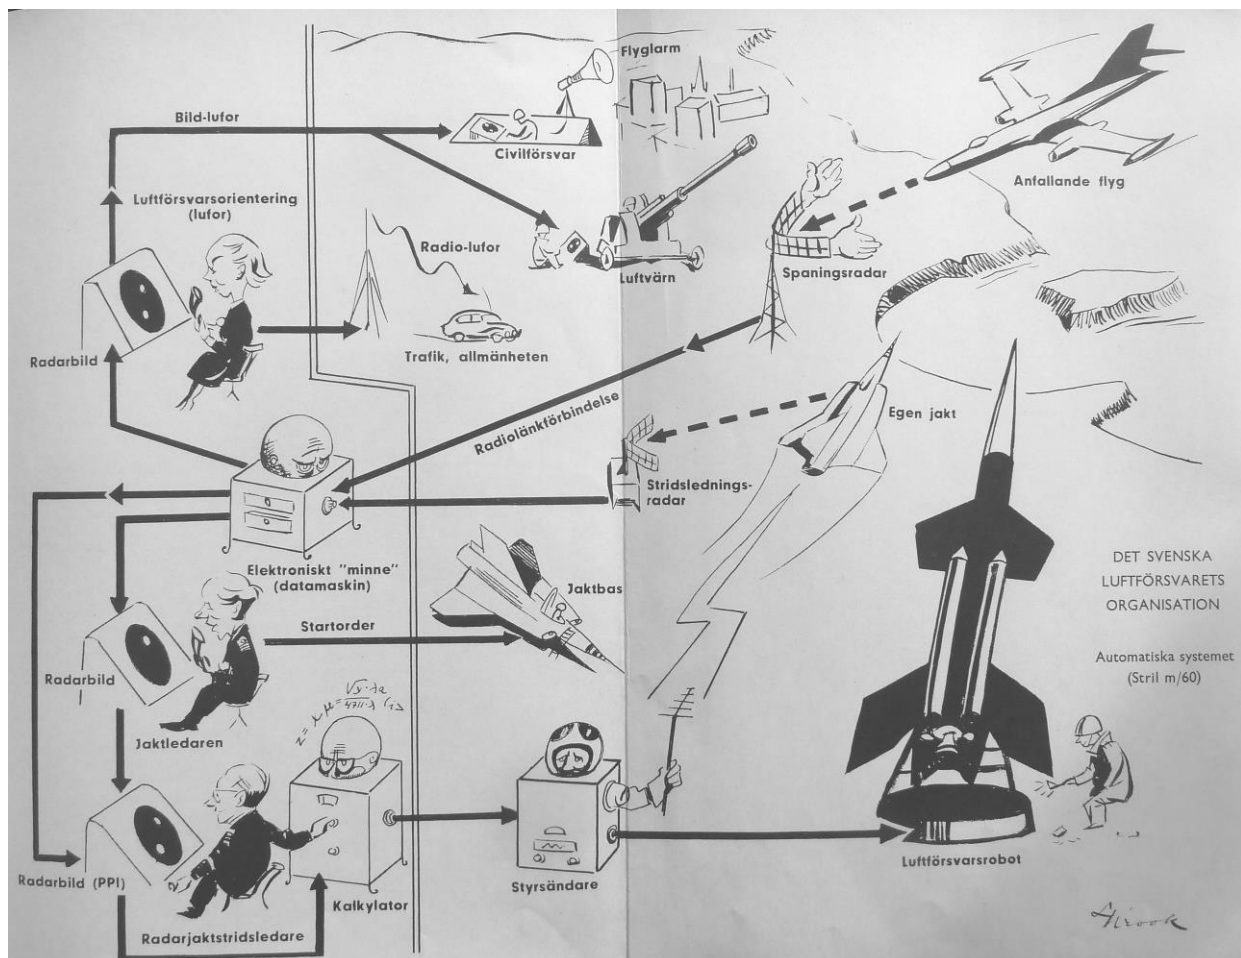 Flyglarm
Bild-lufor
Civilförsvar
Luftförsvarsorientering
(lufor)
Anfallande flyg
Radio-lufor
Luftvärn
Spaningsradar
Radarbild
Trafik, allmänheten
Radiolänkförbindelse
Egen jakt
Stridslednings-
radar
Elektroniskt "minne"
(datamaskin)
Jaktbas
DET SVENSKA
LUFTFÖRSVARETS
ORGANISATION
Startorder
Automatiska systemet
(Stril m/60)
Radarbild
Jaktledaren
Radarbild (PPI)
Luftförsvarsrobot
Styrsändare
Kalkylator
Radarjaktstridsledare